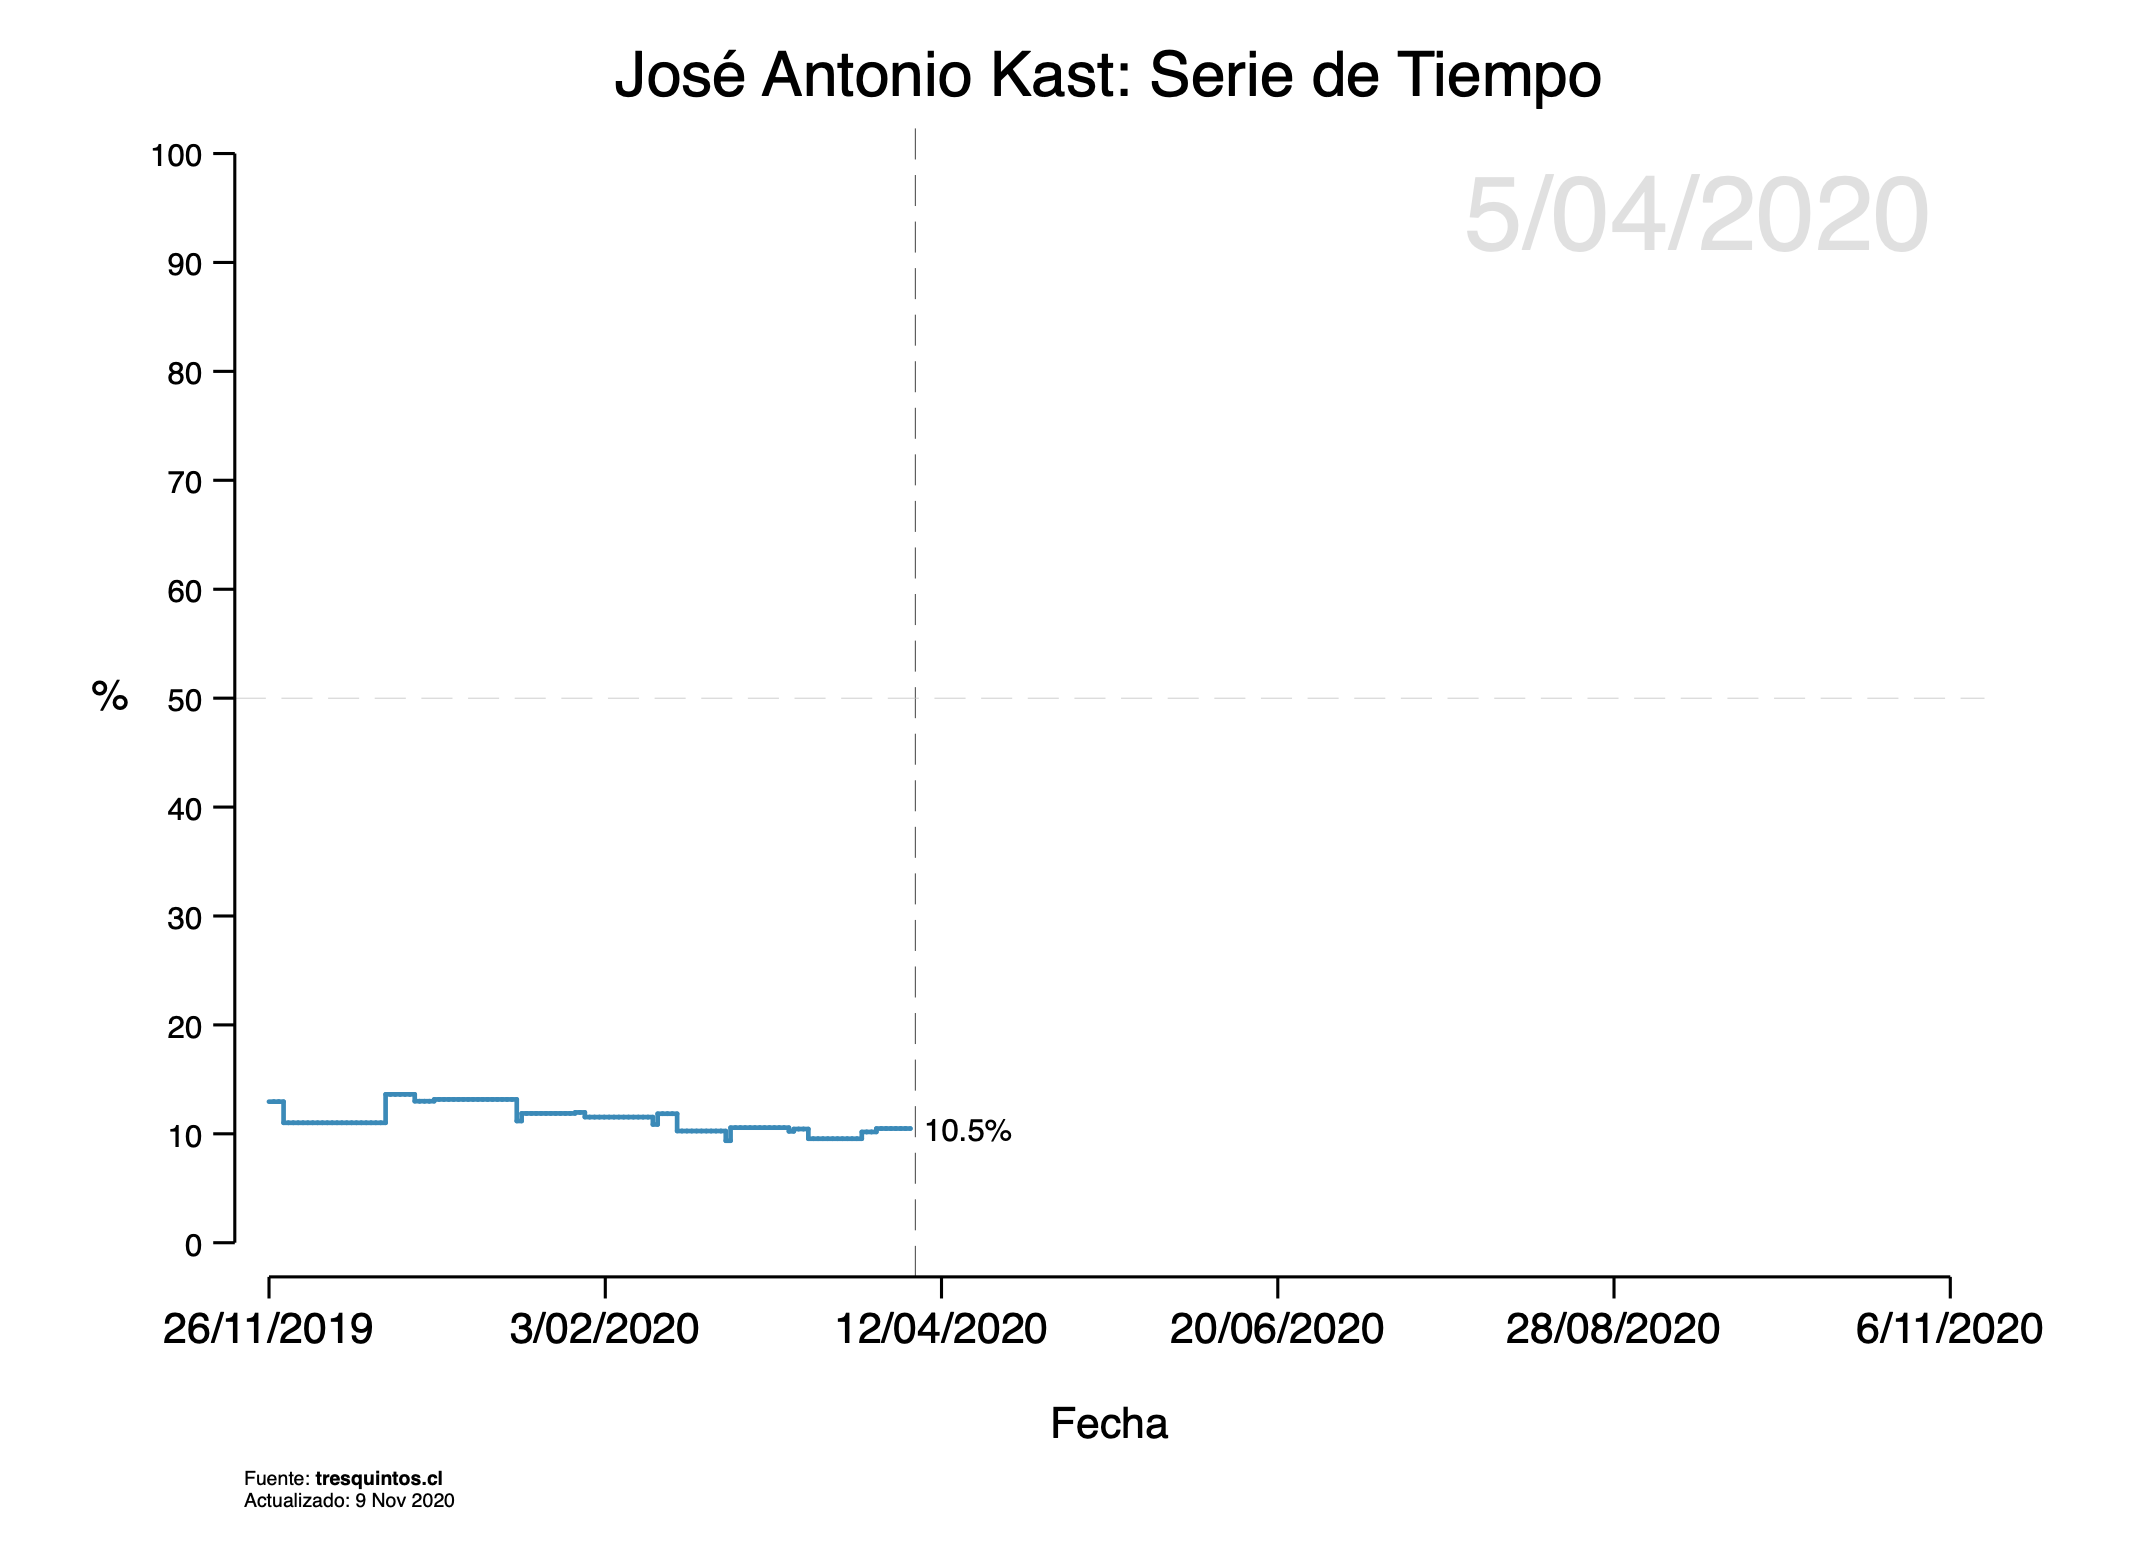 José Antonio Kast: Serie de Tiempo
5/04/2020
100
90
80
70
60
50
40
30
20
10
0
%
10.5%
26/11/2019 3/02/2020 12/04/2020 20/06/2020 28/08/2020 6/11/2020
Fecha
Fuente: tresquintos.cl
Actualizado: 9 Nov 2020